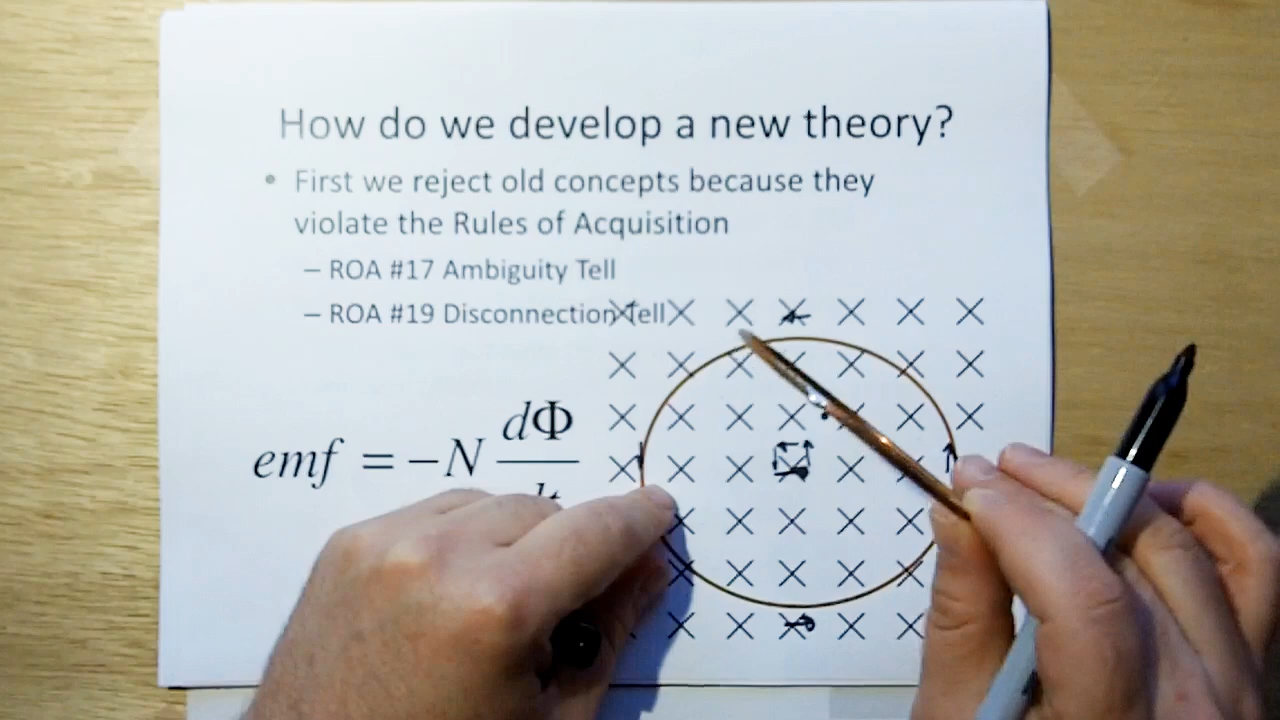 How do we develop a new theory?
• First we reject old concepts because they
violate the Rules of Acquisition
– ROA #17 Ambiguity Tell
– ROA #19 Disconnection Tell
emf = -N dΦ